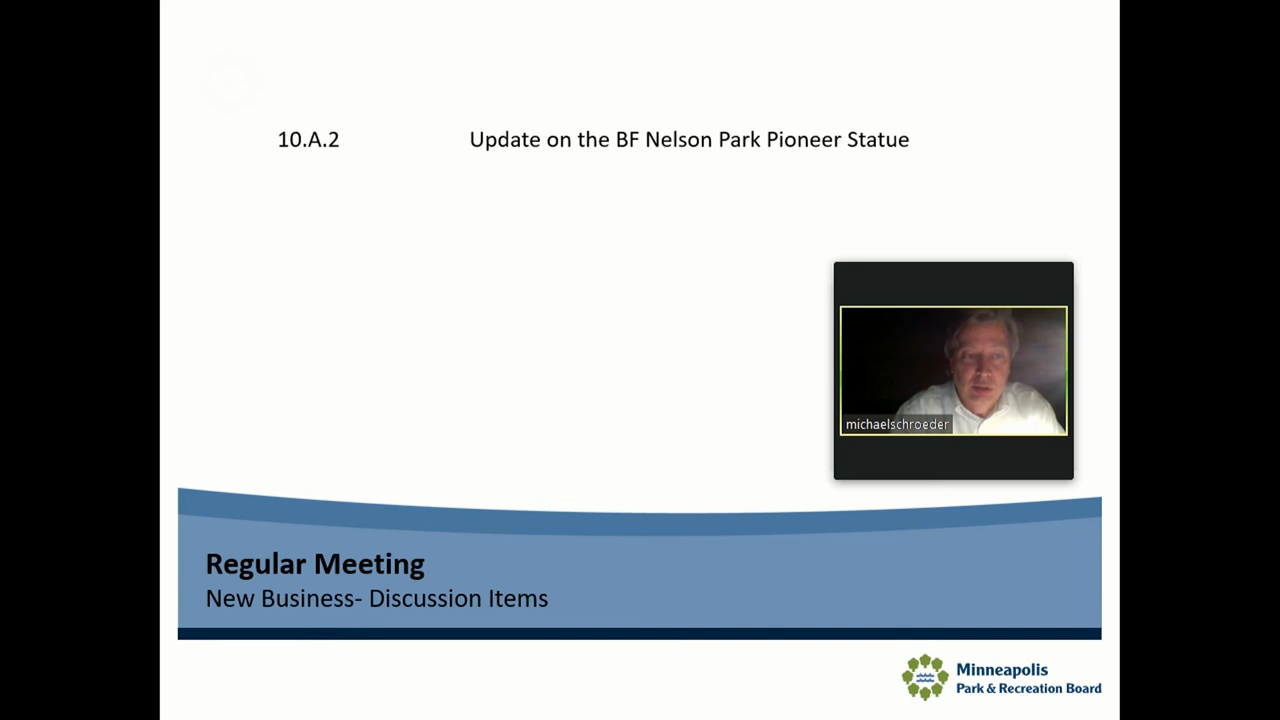 10.A.2 Update on the BF Nelson Park Pioneer Statue
michaelschroeder
Regular Meeting
New Business- Discussion Items
Minneapolis
Park & Recreation Board